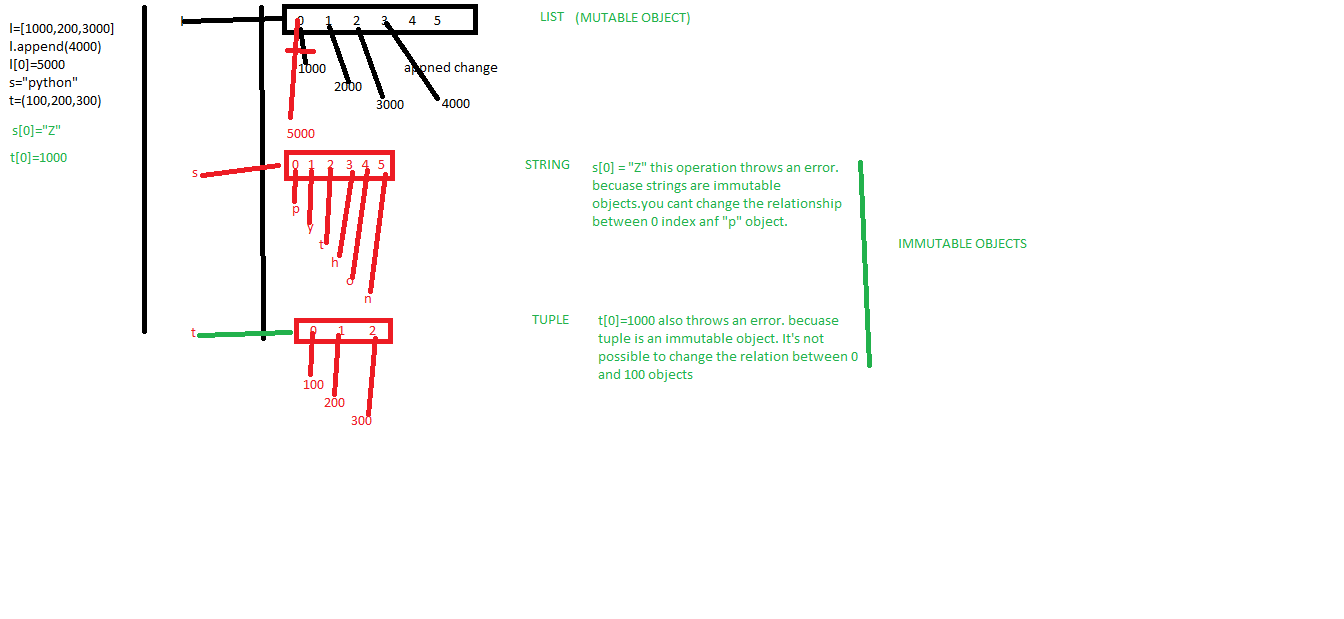 l=[1000,200,3000]
l.append(4000)
l[0]=5000
s="python"
t=(100,200,300)
s[0]="Z"
t[0]=1000
l
0 1 2 3 4 5
1000
2000
3000
4000
appned change
5000
LIST (MUTABLE OBJECT)
s
0 1 2 3 4 5
p
y
t
h
o
n
STRING
s[0] = "Z" this operation throws an error.
becuase strings are immutable
objects.you cant change the relationship
between 0 index anf "p" object.
IMMUTABLE OBJECTS
t
0 1 2
100
200
300
TUPLE
t[0]=1000 also throws an error. becuase
tuple is an immutable object. It's not
possible to change the relation between 0
and 100 objects